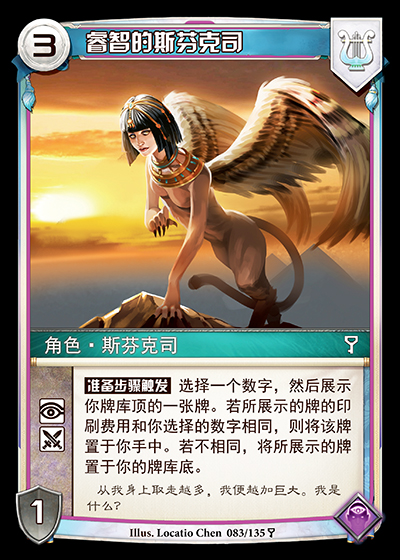 3
睿智的斯芬克司
角色·斯芬克司
准备步骤触发 选择一个数字，然后展示
你牌库顶的一张牌。若所展示的牌的印
刷费用和你选择的数字相同，则将该牌
置于你手中。若不相同，将所展示的牌
置于你的牌库底。
从我身上取走越多，我便越加巨大。我是
什么？
1
Illus. Locatio Chen 083/135